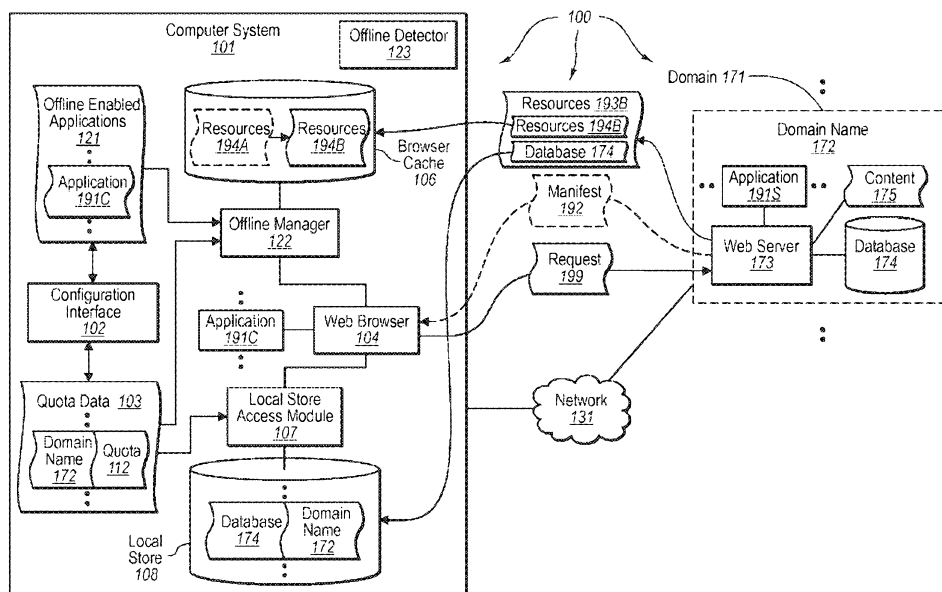 Computer System
101
Offline Detector
123
100
Domain 171
Offline Enabled
Applications
121
Application
191C
Resources
194A
Resources
194B
Browser
Cache
106
Resources 193B
Resources 194B
Database 174
Domain Name
172
Application
191S
Content
175
Manifest
192
Offline Manager
122
Web Server
173
Database
174
Request
199
Configuration
Interface
102
Application
191C
Web Browser
104
Quota Data 103
Domain
Name
172
Quota
112
Local Store
Access Module
107
Network
131
Database
174
Domain
Name
172
Local
Store
108